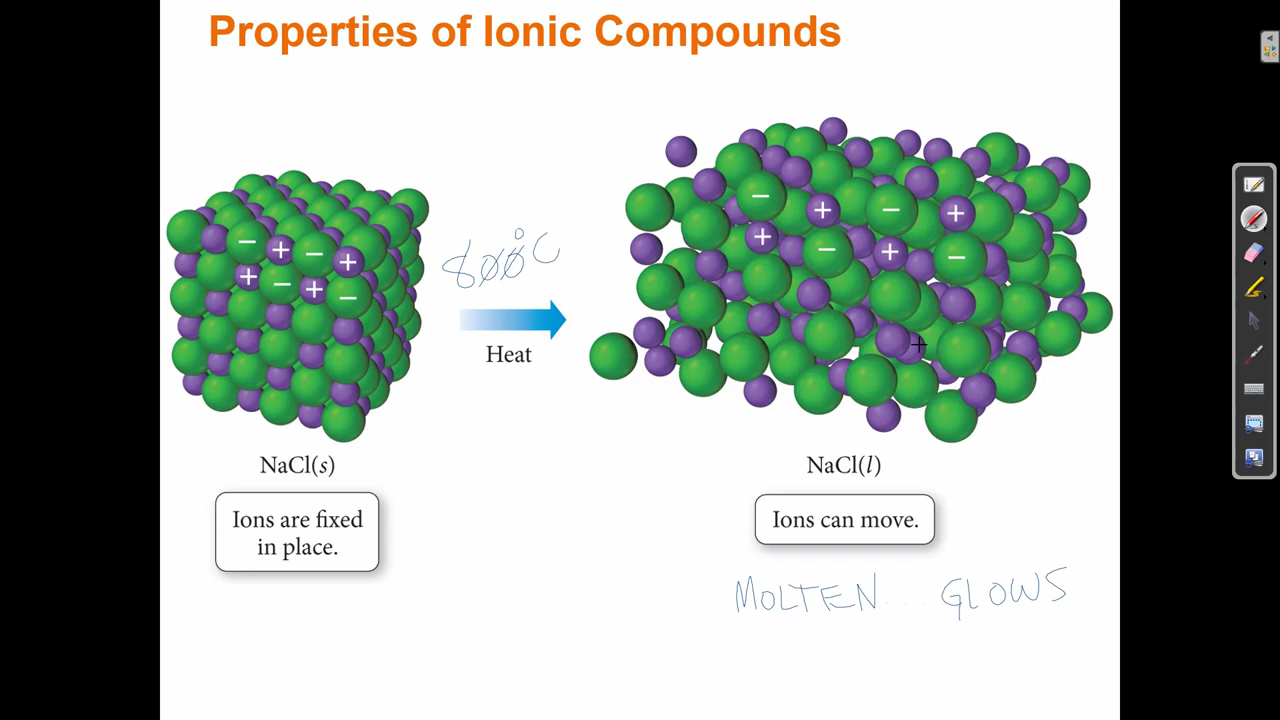 Properties of Ionic Compounds
800°C
Heat
− + − +
+ − + −
− + − +
+ − + −
NaCl(s)
NaCl(l)
Ions are fixed
in place.
Ions can move.
MOLTEN... GLOWS